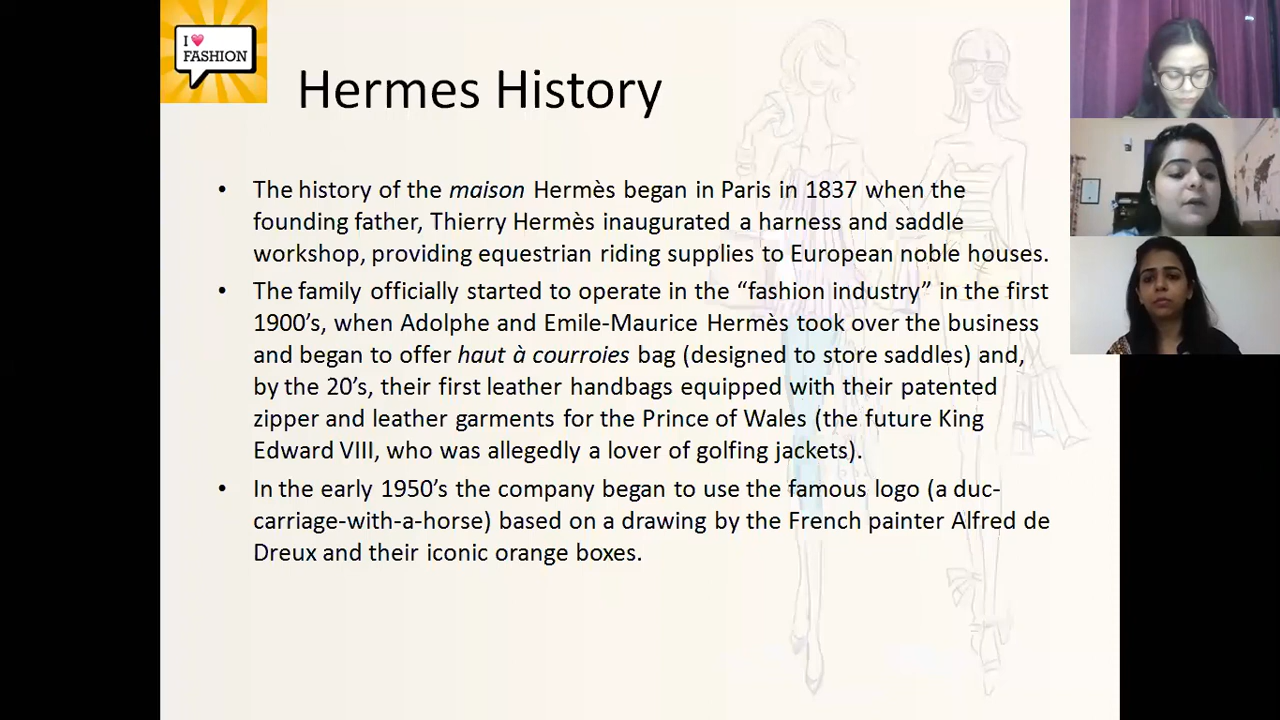 I
FASHION
Hermes History
• The history of the maison Hermès began in Paris in 1837 when the
founding father, Thierry Hermès inaugurated a harness and saddle
workshop, providing equestrian riding supplies to European noble houses.
• The family officially started to operate in the “fashion industry” in the first
1900’s, when Adolphe and Emile-Maurice Hermès took over the business
and began to offer haut à courroies bag (designed to store saddles) and,
by the 20’s, their first leather handbags equipped with their patented
zipper and leather garments for the Prince of Wales (the future King
Edward VIII, who was allegedly a lover of golfing jackets).
• In the early 1950’s the company began to use the famous logo (a duc-
carriage-with-a-horse) based on a drawing by the French painter Alfred de
Dreux and their iconic orange boxes.